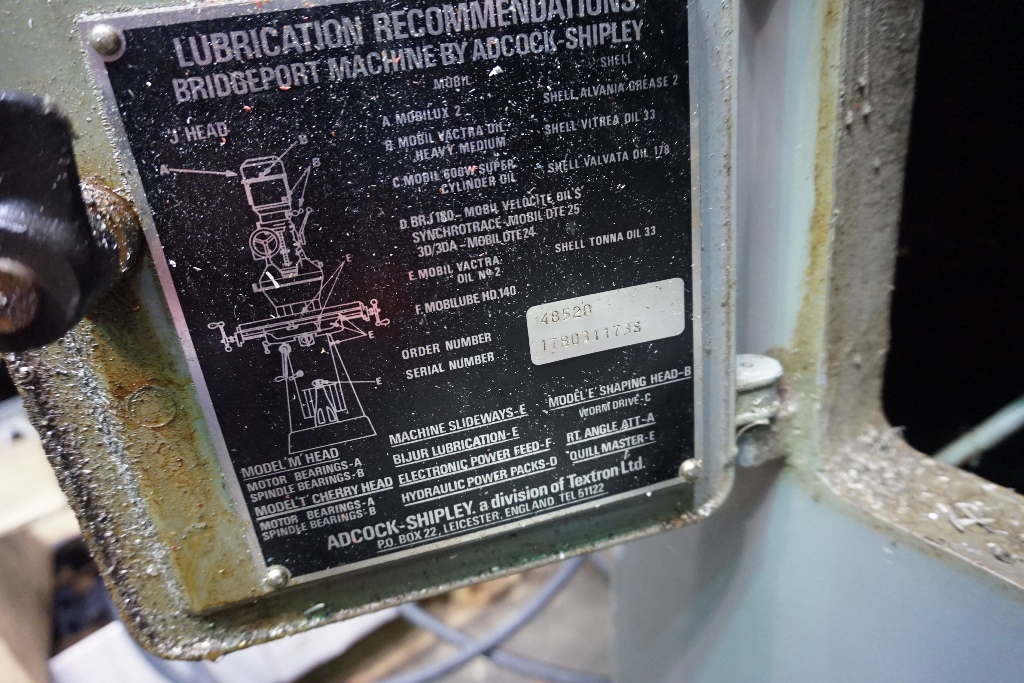 LUBRICATION RECOMMENDATIONS
BRIDGEPORT MACHINE BY ADCOCK-SHIPLEY
MOBIL SHELL
A. MOBILUX 2 SHELL ALVANIA GREASE 2
B. MOBIL VACTRA OIL HEAVY MEDIUM SHELL VITREA OIL 33
C. MOBIL 600W SUPER CYLINDER OIL SHELL VALVATA OIL 178
D. BRJ 180 - MOBIL VELOCITE OIL'S
SYNCHROTRACE-MOBIL DTE 25
3D/3DA - MOBIL DTE 24
E. MOBIL VACTRA OIL Nº 2 SHELL TONNA OIL 33
F. MOBILUBE HD.140
'J' HEAD
A
B
B
E
E
E
ORDER NUMBER 48520
SERIAL NUMBER
MODEL 'M' HEAD
MOTOR BEARINGS-A
SPINDLE BEARINGS-B
MODEL 'T' CHERRY HEAD
MOTOR BEARINGS-A
SPINDLE BEARINGS-B
MACHINE SLIDEWAYS-E
BIJUR LUBRICATION-E
ELECTRONIC POWER FEED-F
HYDRAULIC POWER PACKS-D
MODEL 'E' SHAPING HEAD-B
WORM DRIVE-C
RT. ANGLE ATT-A
QUILL MASTER-E
ADCOCK-SHIPLEY. a division of Textron Ltd.
P.O. BOX 22, LEICESTER, ENGLAND. TEL 51122